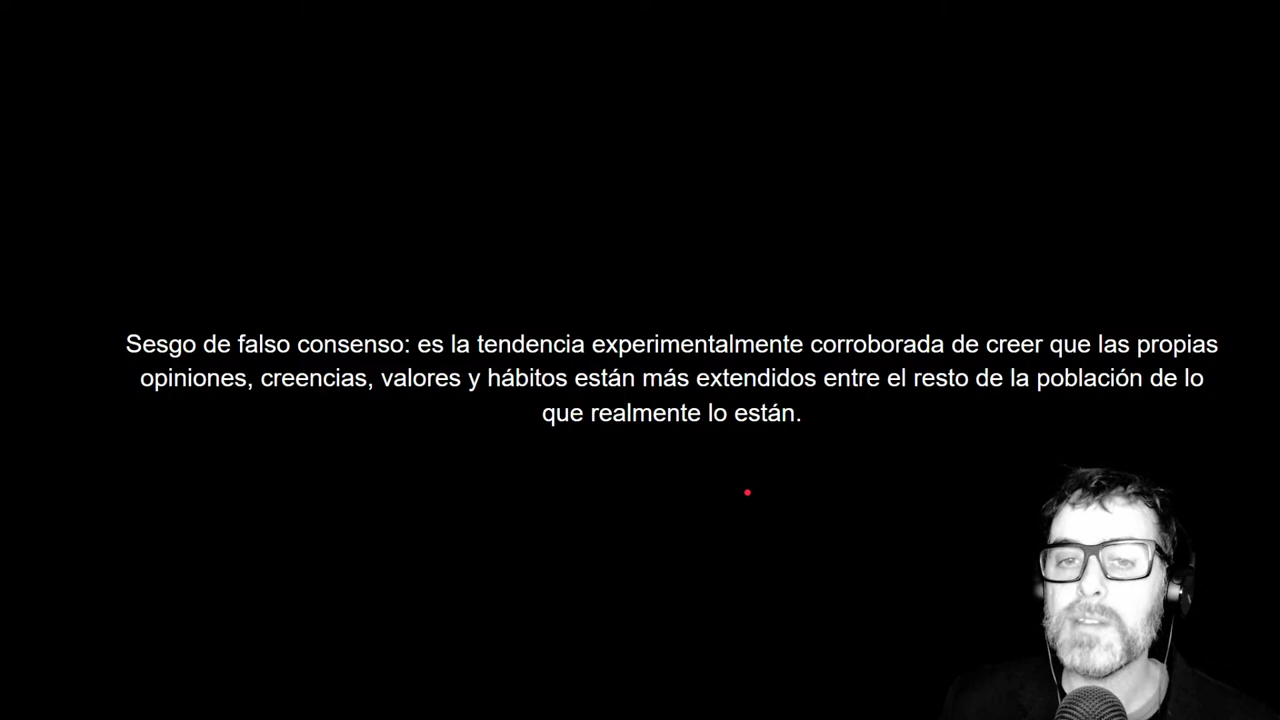 Sesgo de falso consenso: es la tendencia experimentalmente corroborada de creer que las propias
opiniones, creencias, valores y hábitos están más extendidos entre el resto de la población de lo
que realmente lo están.